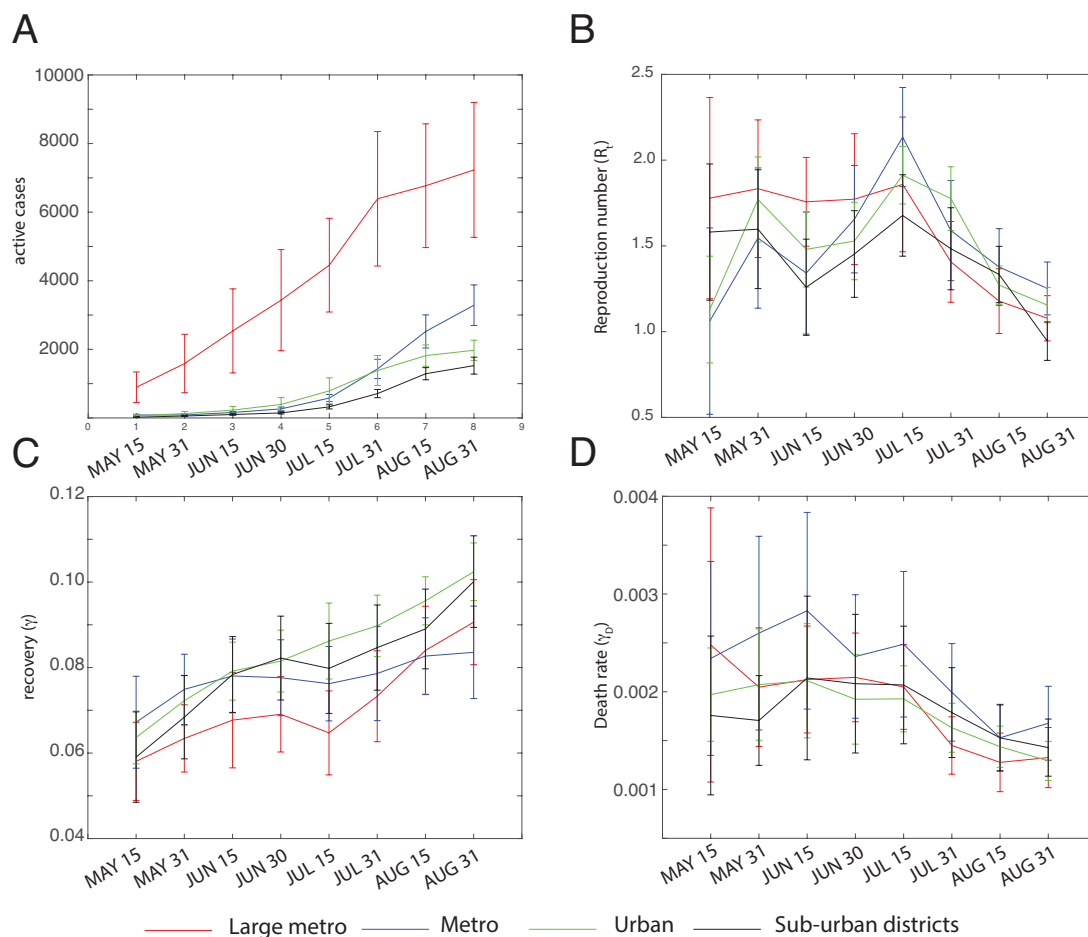 A
10000
8000
6000
4000
2000
active cases
0 1 2 3 4 5 6 7 8 9
MAY 15 MAY 31 JUN 15 JUN 30 JUL 15 JUL 31 AUG 15 AUG 31
B
2.5
2.0
1.5
1.0
0.5
Reproduction number (Rt)
MAY 15 MAY 31 JUN 15 JUN 30 JUL 15 JUL 31 AUG 15 AUG 31
C
0.12
0.10
0.08
0.06
0.04
recovery (γ)
MAY 15 MAY 31 JUN 15 JUN 30 JUL 15 JUL 31 AUG 15 AUG 31
D
0.004
0.003
0.002
0.001
Death rate (γD)
MAY 15 MAY 31 JUN 15 JUN 30 JUL 15 JUL 31 AUG 15 AUG 31
Large metro Metro Urban Sub-urban districts